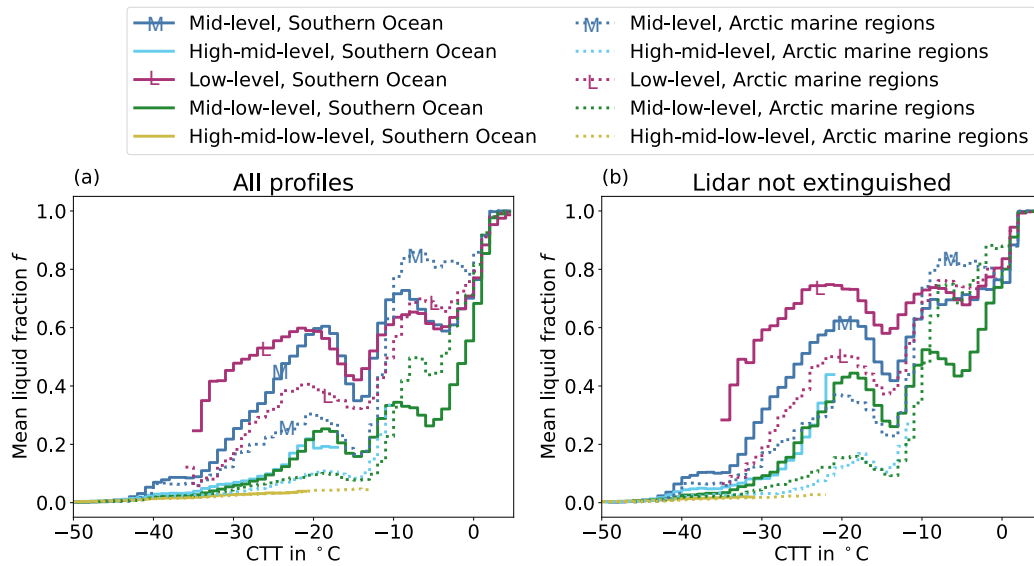 M Mid-level, Southern Ocean
High-mid-level, Southern Ocean
L Low-level, Southern Ocean
Mid-low-level, Southern Ocean
High-mid-low-level, Southern Ocean
M Mid-level, Arctic marine regions
High-mid-level, Arctic marine regions
L Low-level, Arctic marine regions
Mid-low-level, Arctic marine regions
High-mid-low-level, Arctic marine regions
(a)
All profiles
Mean liquid fraction f
1.0
0.8
0.6
0.4
0.2
0.0
M
L
L
M
L
M
−50
−40
−30
−20
−10
0
CTT in °C
(b)
Lidar not extinguished
Mean liquid fraction f
1.0
0.8
0.6
0.4
0.2
0.0
M
L
M
L
−50
−40
−30
−20
−10
0
CTT in °C